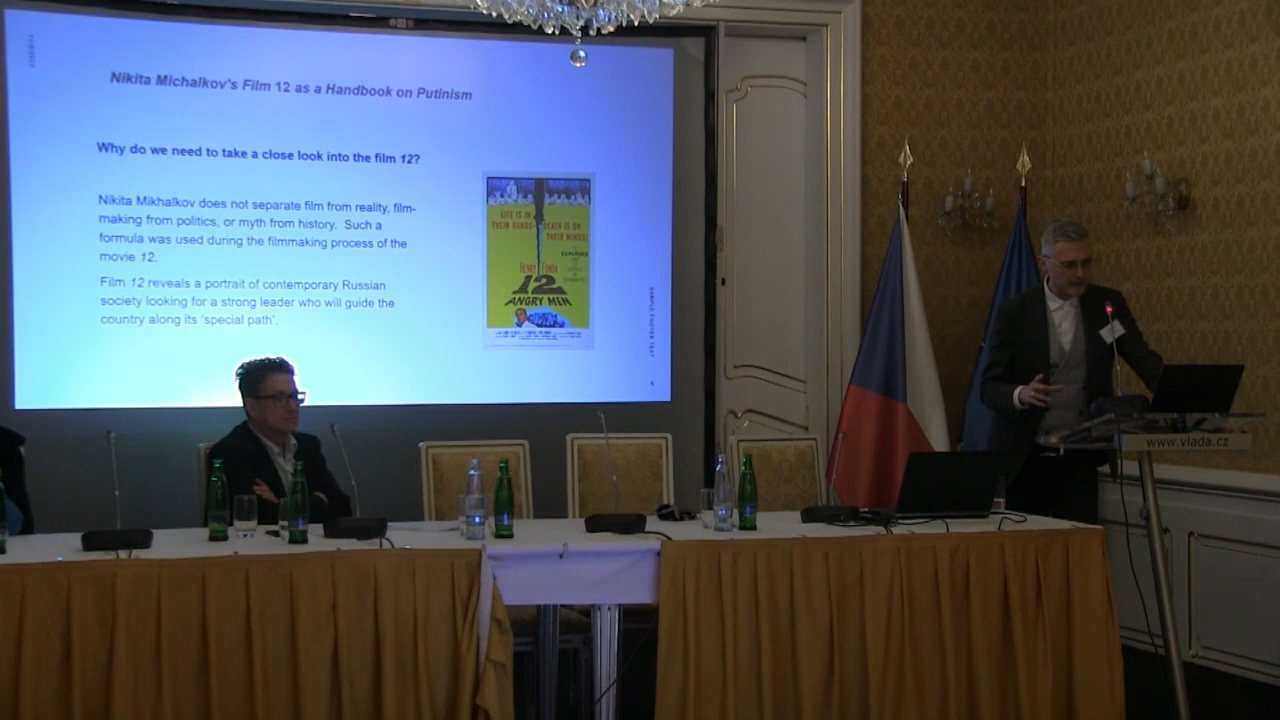 Nikita Michalkov's Film 12 as a Handbook on Putinism
Why do we need to take a close look into the film 12?
Nikita Mikhalkov does not separate film from reality, film-
making from politics, or myth from history. Such a
formula was used during the filmmaking process of the
movie 12.
Film 12 reveals a portrait of contemporary Russian
society looking for a strong leader who will guide the
country along its 'special path'.
LIFE IS IN
THEIR HANDS
DEATH IS ON
THEIR MINDS!
HENRY FONDA
12
ANGRY MEN
SAMPLE FOOTER TEXT
www.vlada.cz